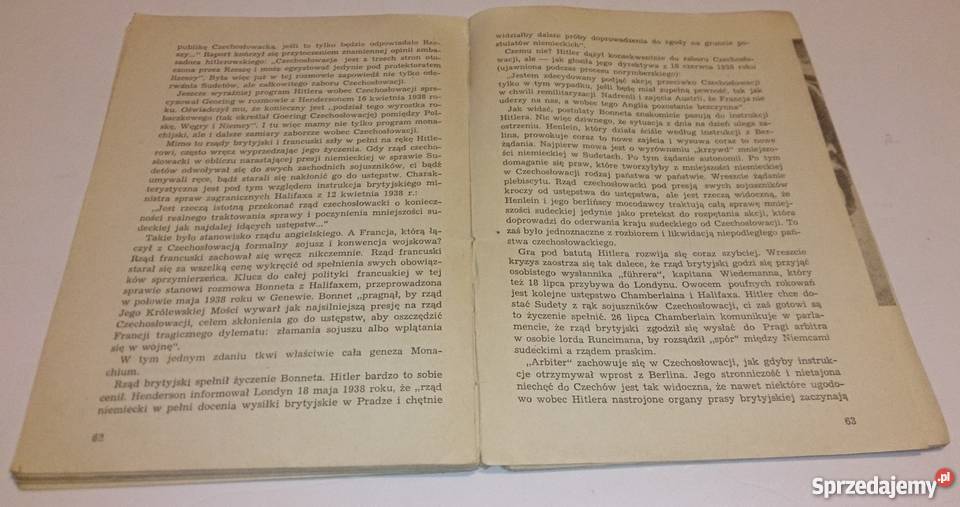 publikę Czechosłowacką, jeśli to tylko będzie odpowiadało Rze-
szy..." Raport kończył się przytoczeniem znamiennej opinii amba-
sadora hitlerowskiego: „Czechosłowacja jest z trzech stron oto-
czona przez Rzeszę i może egzystować jedynie pod protektoratem
Rzeszy". Była więc już w tej rozmowie zapowiedź nie tylko ode-
rwania Sudetów, ale całkowitego zaboru Czechosłowacji.
Jeszcze wyraźniej program Hitlera wobec Czechosłowacji spre-
cyzował Goering w rozmowie z Hendersonem 16 kwietnia 1938 ro-
ku. Oświadczył mu, że konieczny jest „podział tego wyrostka ro-
baczkowego (tak określał Goering Czechosłowację) pomiędzy Pol-
skę, Węgry i Niemcy". I tu więc mamy nie tylko program mona-
chijski, ale i dalsze zamiary zaborcze wobec Czechosłowacji.
Mimo to rządy brytyjski i francuski szły w pełni na rękę Hitle-
rowi, często wręcz wyprzedzając jego życzenia. Gdy rząd czecho-
słowacki w obliczu narastającej presji niemieckiej w sprawie Su-
detów odwoływał się do swych zachodnich sojuszników, ci bądź
umywali ręce, bądź starali się nakłonić go do ustępstw. Charak-
terystyczna jest pod tym względem instrukcja brytyjskiego mi-
nistra spraw zagranicznych Halifaxa z 12 kwietnia 1938 r.:
„Jest rzeczą istotną przekonać rząd czechosłowacki o koniecz-
ności realnego traktowania sprawy i poczynienia mniejszości su-
deckiej jak najdalej idących ustępstw..."
Takie było stanowisko rządu angielskiego. A Francja, którą łą-
czył z Czechosłowacją formalny sojusz i konwencja wojskowa?
Rząd francuski zachował się wręcz nikczemnie. Rząd francuski
starał się za wszelką cenę wykręcić od spełnienia swych obowiąz-
ków sprzymierzeńca. Klucz do całej polityki francuskiej w tej
sprawie stanowi rozmowa Bonneta z Halifaxem, przeprowadzona
w połowie maja 1938 roku w Genewie. Bonnet „pragnął, by rząd
Jego Królewskiej Mości wywarł jak najsilniejszą presję na rząd
Czechosłowacji, celem skłonienia go do ustępstw, aby oszczędzić
Francji tragicznego dylematu: złamania sojuszu albo wplątania
się w wojnę".
W tym jednym zdaniu tkwi właściwie cała geneza Mona-
chium.
Rząd brytyjski spełnił życzenie Bonneta. Hitler bardzo to sobie
cenił. Henderson informował Londyn 18 maja 1938 roku, że „rząd
niemiecki w pełni docenia wysiłki brytyjskie w Pradze i chętnie
62
widziałby dalsze próby doprowadzenia do zgody na gruncie po-
stulatów niemieckich".
Czemu nie? Hitler dążył konsekwentnie do zaboru Czechosło-
wacji, ale — jak głosiła jego dyrektywa z 18 czerwca 1938 roku
(ujawniona podczas procesu norymberskiego):
„Jestem zdecydowany podjąć akcję przeciwko Czechosłowacji
tylko w tym wypadku, jeśli będę miał zupełną pewność, tak jak
w chwili remilitaryzacji Nadrenii i zajęcia Austrii, że Francja nie
uderzy na nas, a wobec tego Anglia pozostanie bezczynna".
Jak widać, postulaty Bonneta znakomicie pasują do instrukcji
Hitlera. Nic więc dziwnego, że sytuacja z dnia na dzień ulega za-
ostrzeniu. Henlein, który działa ściśle według instrukcji z Ber-
lina, prowokuje coraz to nowe zajścia i wysuwa coraz to nowe
żądania. Najpierw mowa jest o wyrównaniu „krzywd" mniejszo-
ści niemieckiej w Sudetach. Po tym żądanie autonomii. Po tym
domaganie się praw, które tworzyłyby z mniejszości niemieckiej
w Czechosłowacji rodzaj państwa w państwie. Wreszcie żądanie
plebiscytu. Rząd czechosłowacki pod presją swych sojuszników
kroczy od ustępstwa do ustępstwa, ale jest rzeczą widoczną, że
Henlein i jego berlińscy mocodawcy traktują całą sprawę mniej-
szości sudeckiej jedynie jako pretekst do rozpętania akcji, która
doprowadzi do oderwania kraju sudeckiego od Czechosłowacji. To
zaś było jednoznaczne z rozbiorem i likwidacją niepodległego pań-
stwa czechosłowackiego.
Gra pod batutą Hitlera rozwija się coraz szybciej. Wreszcie
kryzys zaostrza się tak dalece, że rząd brytyjski godzi się przyjąć
osobistego wysłannika „führera", kapitana Wiedemanna, który
też 18 lipca przybywa do Londynu. Owocem poufnych rokowań
jest kolejne ustępstwo Chamberlaina i Halifaxa. Hitler chce do-
stać Sudety z rak sojuszników Czechosłowacji, ci zaś gotowi są
to życzenie spełnić. 26 lipca Chamberlain komunikuje w parla-
mencie, że rząd brytyjski zgodził się wysłać do Pragi arbitra
w osobie lorda Runcimana, by rozsądził „spór" między Niemcami
sudeckimi a rządem praskim.
„Arbiter" zachowuje się w Czechosłowacji, jak gdyby instruk-
cje otrzymywał wprost z Berlina. Jego stronniczość i nietajona
niechęć do Czechów jest tak widoczna, że nawet niektóre ugodo-
wo wobec Hitlera nastrojone organy prasy brytyjskiej zaczynają
63
Sprzedajemy.pl